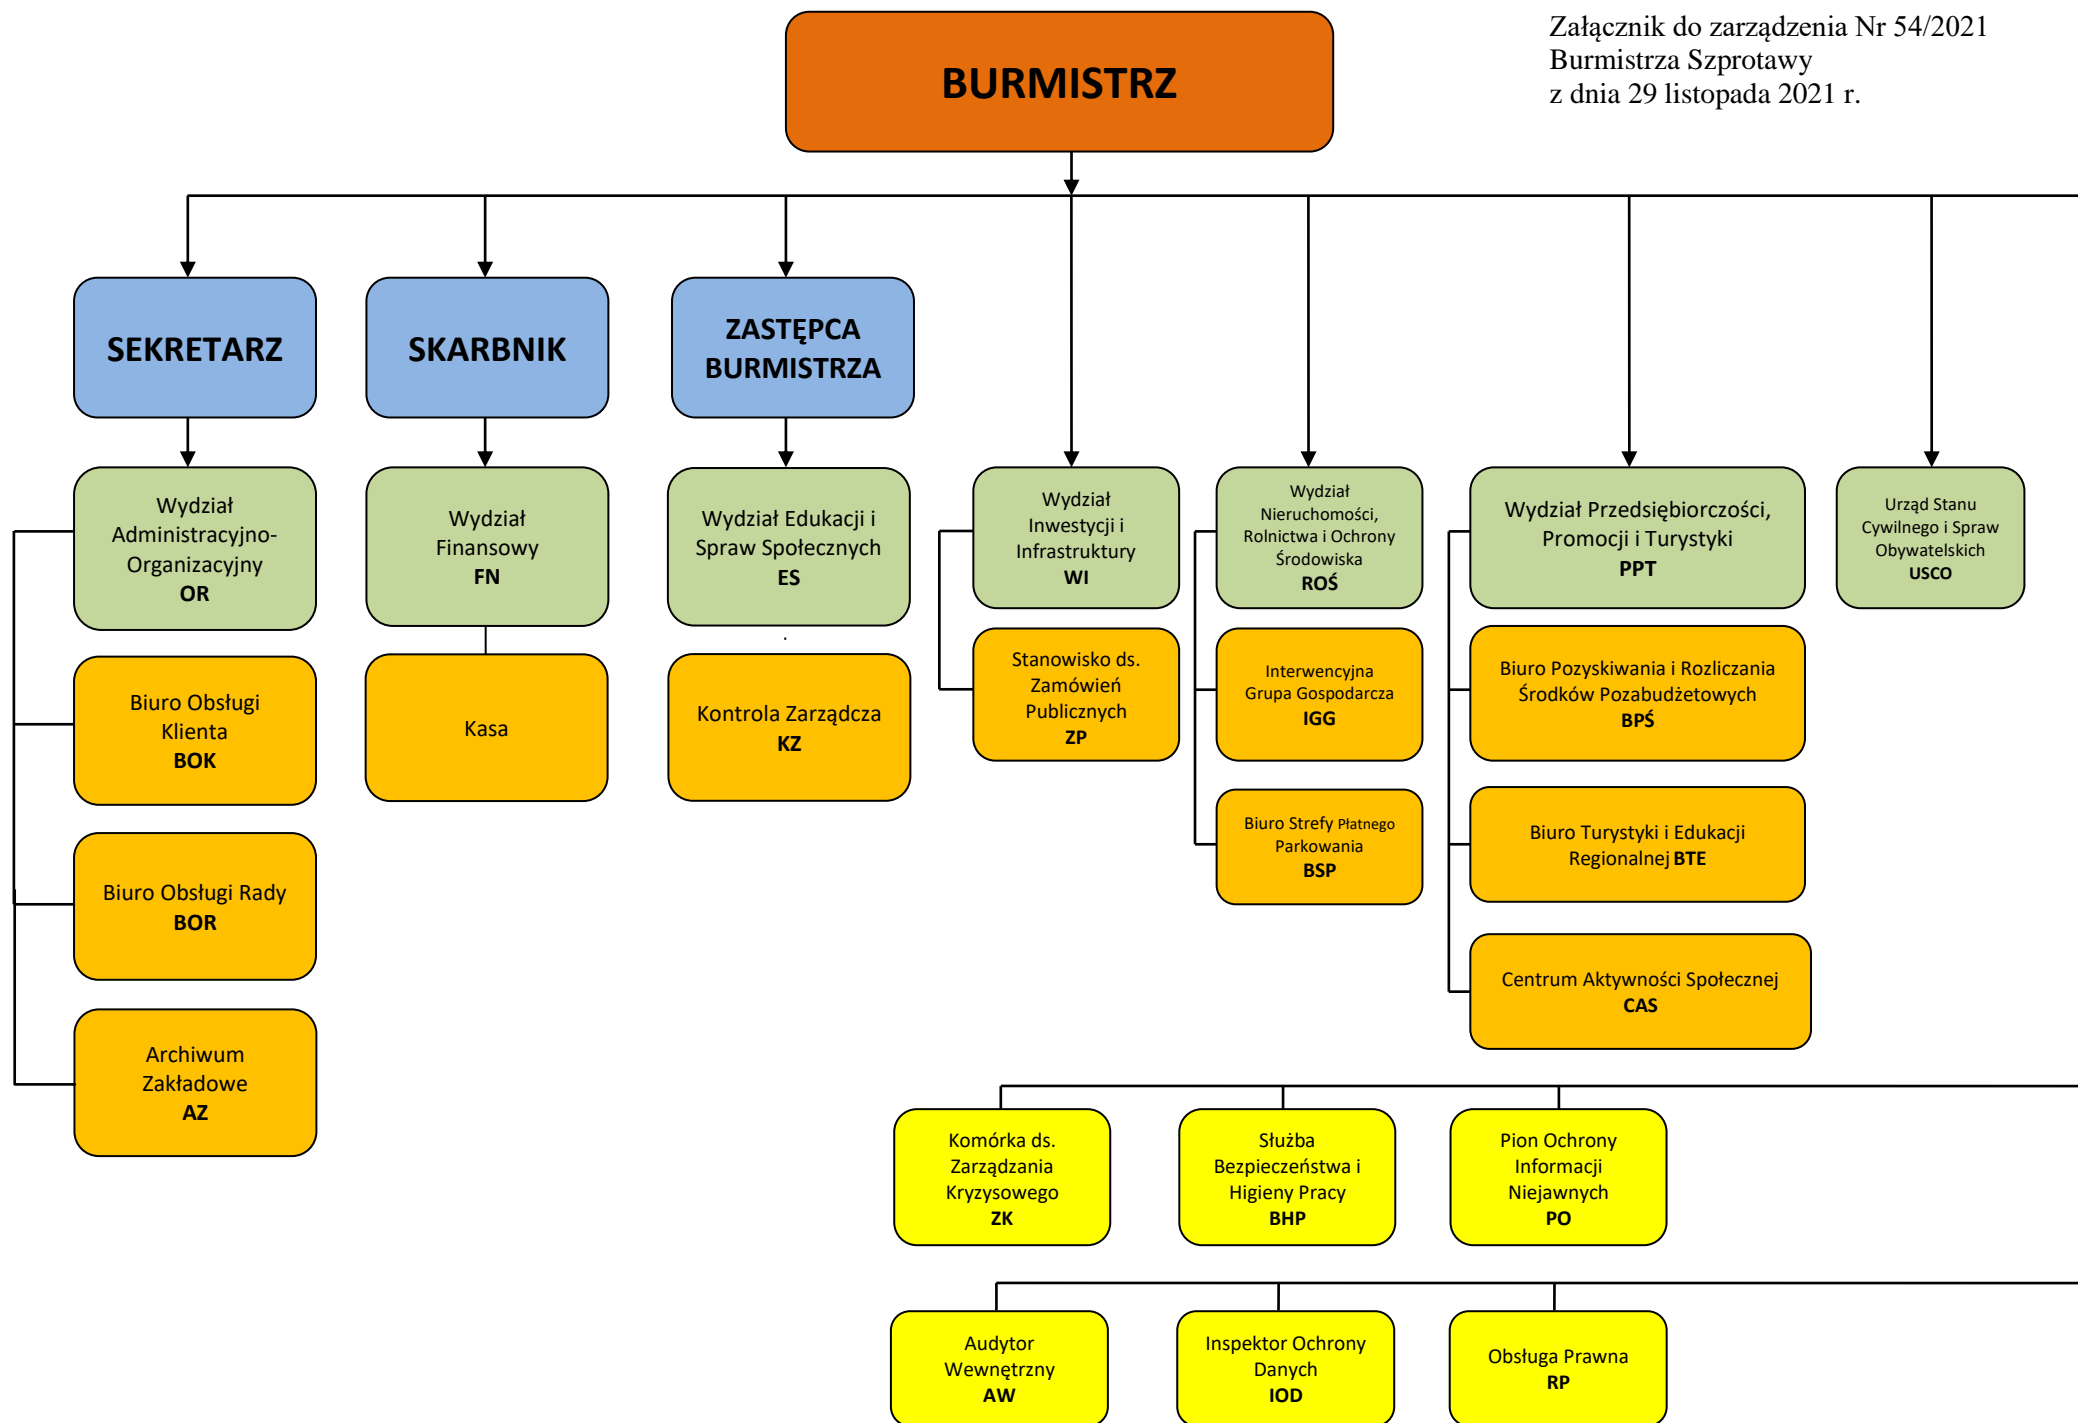 Załącznik do zarządzenia Nr 54/2021
Burmistrza Szprotawy
z dnia 29 listopada 2021 r.
BURMISTRZ
SEKRETARZ
SKARBNIK
ZASTĘPCA
BURMISTRZA
Wydział
Administracyjno-
Organizacyjny
OR
Wydział
Finansowy
FN
Wydział Edukacji i
Spraw Społecznych
ES
.
Wydział
Inwestycji i
Infrastruktury
WI
Wydział
Nieruchomości,
Rolnictwa i Ochrony
Środowiska
ROŚ
Wydział Przedsiębiorczości,
Promocji i Turystyki
PPT
Urząd Stanu
Cywilnego i Spraw
Obywatelskich
USCO
Biuro Obsługi
Klienta
BOK
Kasa
Kontrola Zarządcza
KZ
Stanowisko ds.
Zamówień
Publicznych
ZP
Interwencyjna
Grupa Gospodarcza
IGG
Biuro Pozyskiwania i Rozliczania
Środków Pozabudżetowych
BPŚ
Biuro Obsługi Rady
BOR
Biuro Strefy Płatnego
Parkowania
BSP
Biuro Turystyki i Edukacji
Regionalnej BTE
Centrum Aktywności Społecznej
CAS
Archiwum
Zakładowe
AZ
Komórka ds.
Zarządzania
Kryzysowego
ZK
Służba
Bezpieczeństwa i
Higieny Pracy
BHP
Pion Ochrony
Informacji
Niejawnych
PO
Audytor
Wewnętrzny
AW
Inspektor Ochrony
Danych
IOD
Obsługa Prawna
RP